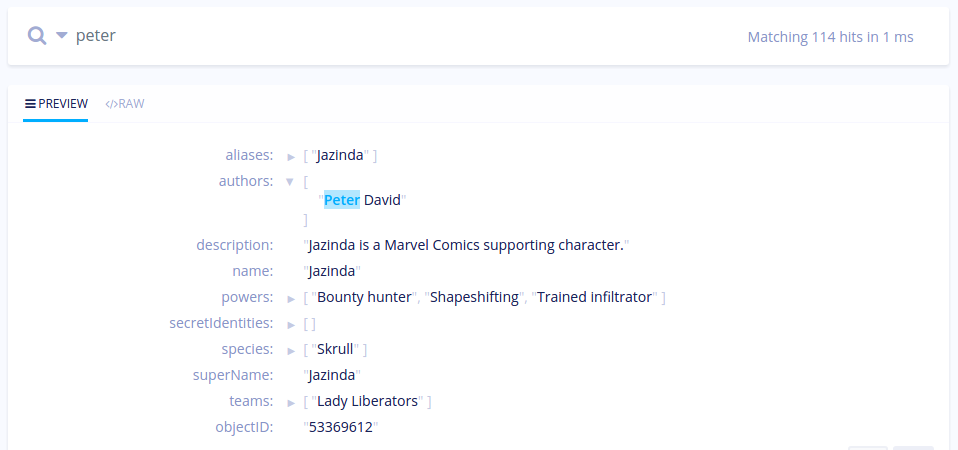 peter
Matching 114 hits in 1 ms
PREVIEW </>RAW
aliases: [ "Jazinda" ]
authors: [
"Peter David"
]
description: "Jazinda is a Marvel Comics supporting character."
name: "Jazinda"
powers: [ "Bounty hunter", "Shapeshifting", "Trained infiltrator" ]
secretIdentities: [ ]
species: [ "Skrull" ]
superName: "Jazinda"
teams: [ "Lady Liberators" ]
objectID: "53369612"